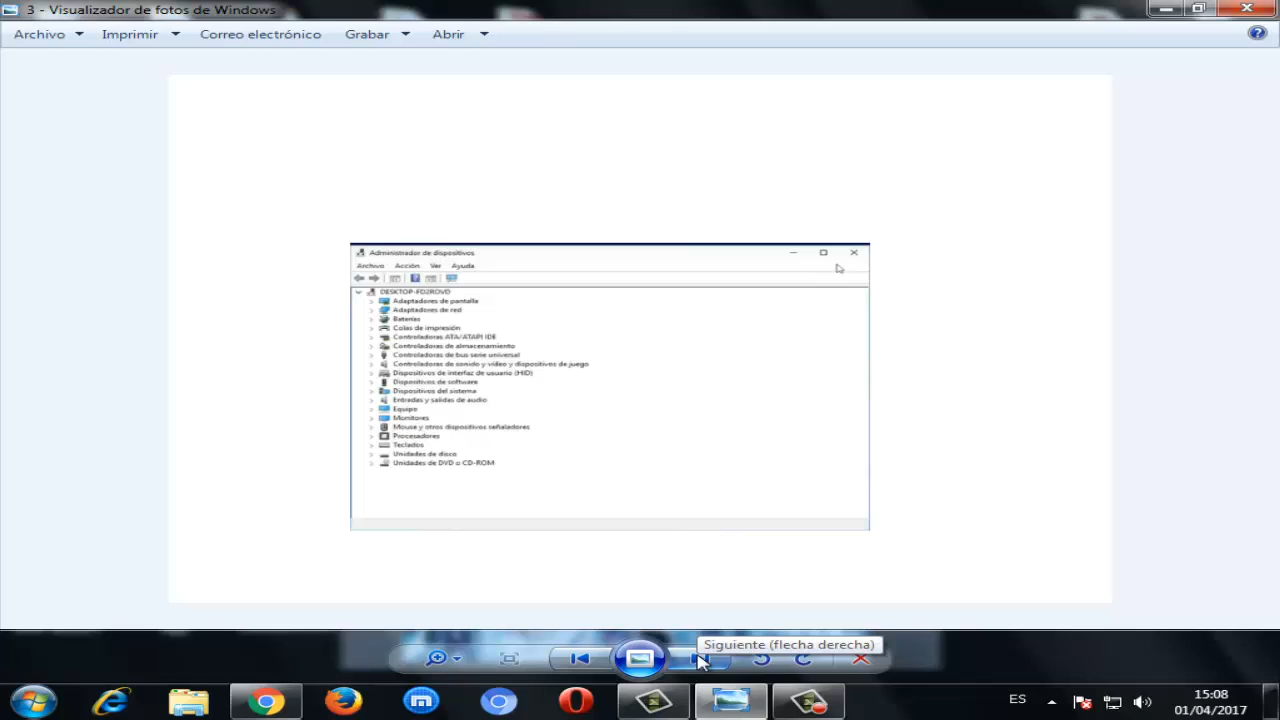 3 - Visualizador de fotos de Windows
Archivo Imprimir Correo electrónico Grabar Abrir
Administrador de dispositivos
Archivo Acción Ver Ayuda
DESKTOP-FD2ROVD
Adaptadores de pantalla
Adaptadores de red
Baterías
Colas de impresión
Controladoras ATA/ATAPI IDE
Controladoras de almacenamiento
Controladoras de bus serie universal
Controladoras de sonido y vídeo y dispositivos de juego
Dispositivos de interfaz de usuario (HID)
Dispositivos de software
Dispositivos del sistema
Entradas y salidas de audio
Equipo
Monitores
Mouse y otros dispositivos señaladores
Procesadores
Teclados
Unidades de disco
Unidades de DVD o CD-ROM
Siguiente (flecha derecha)
ES
15:08
01/04/2017